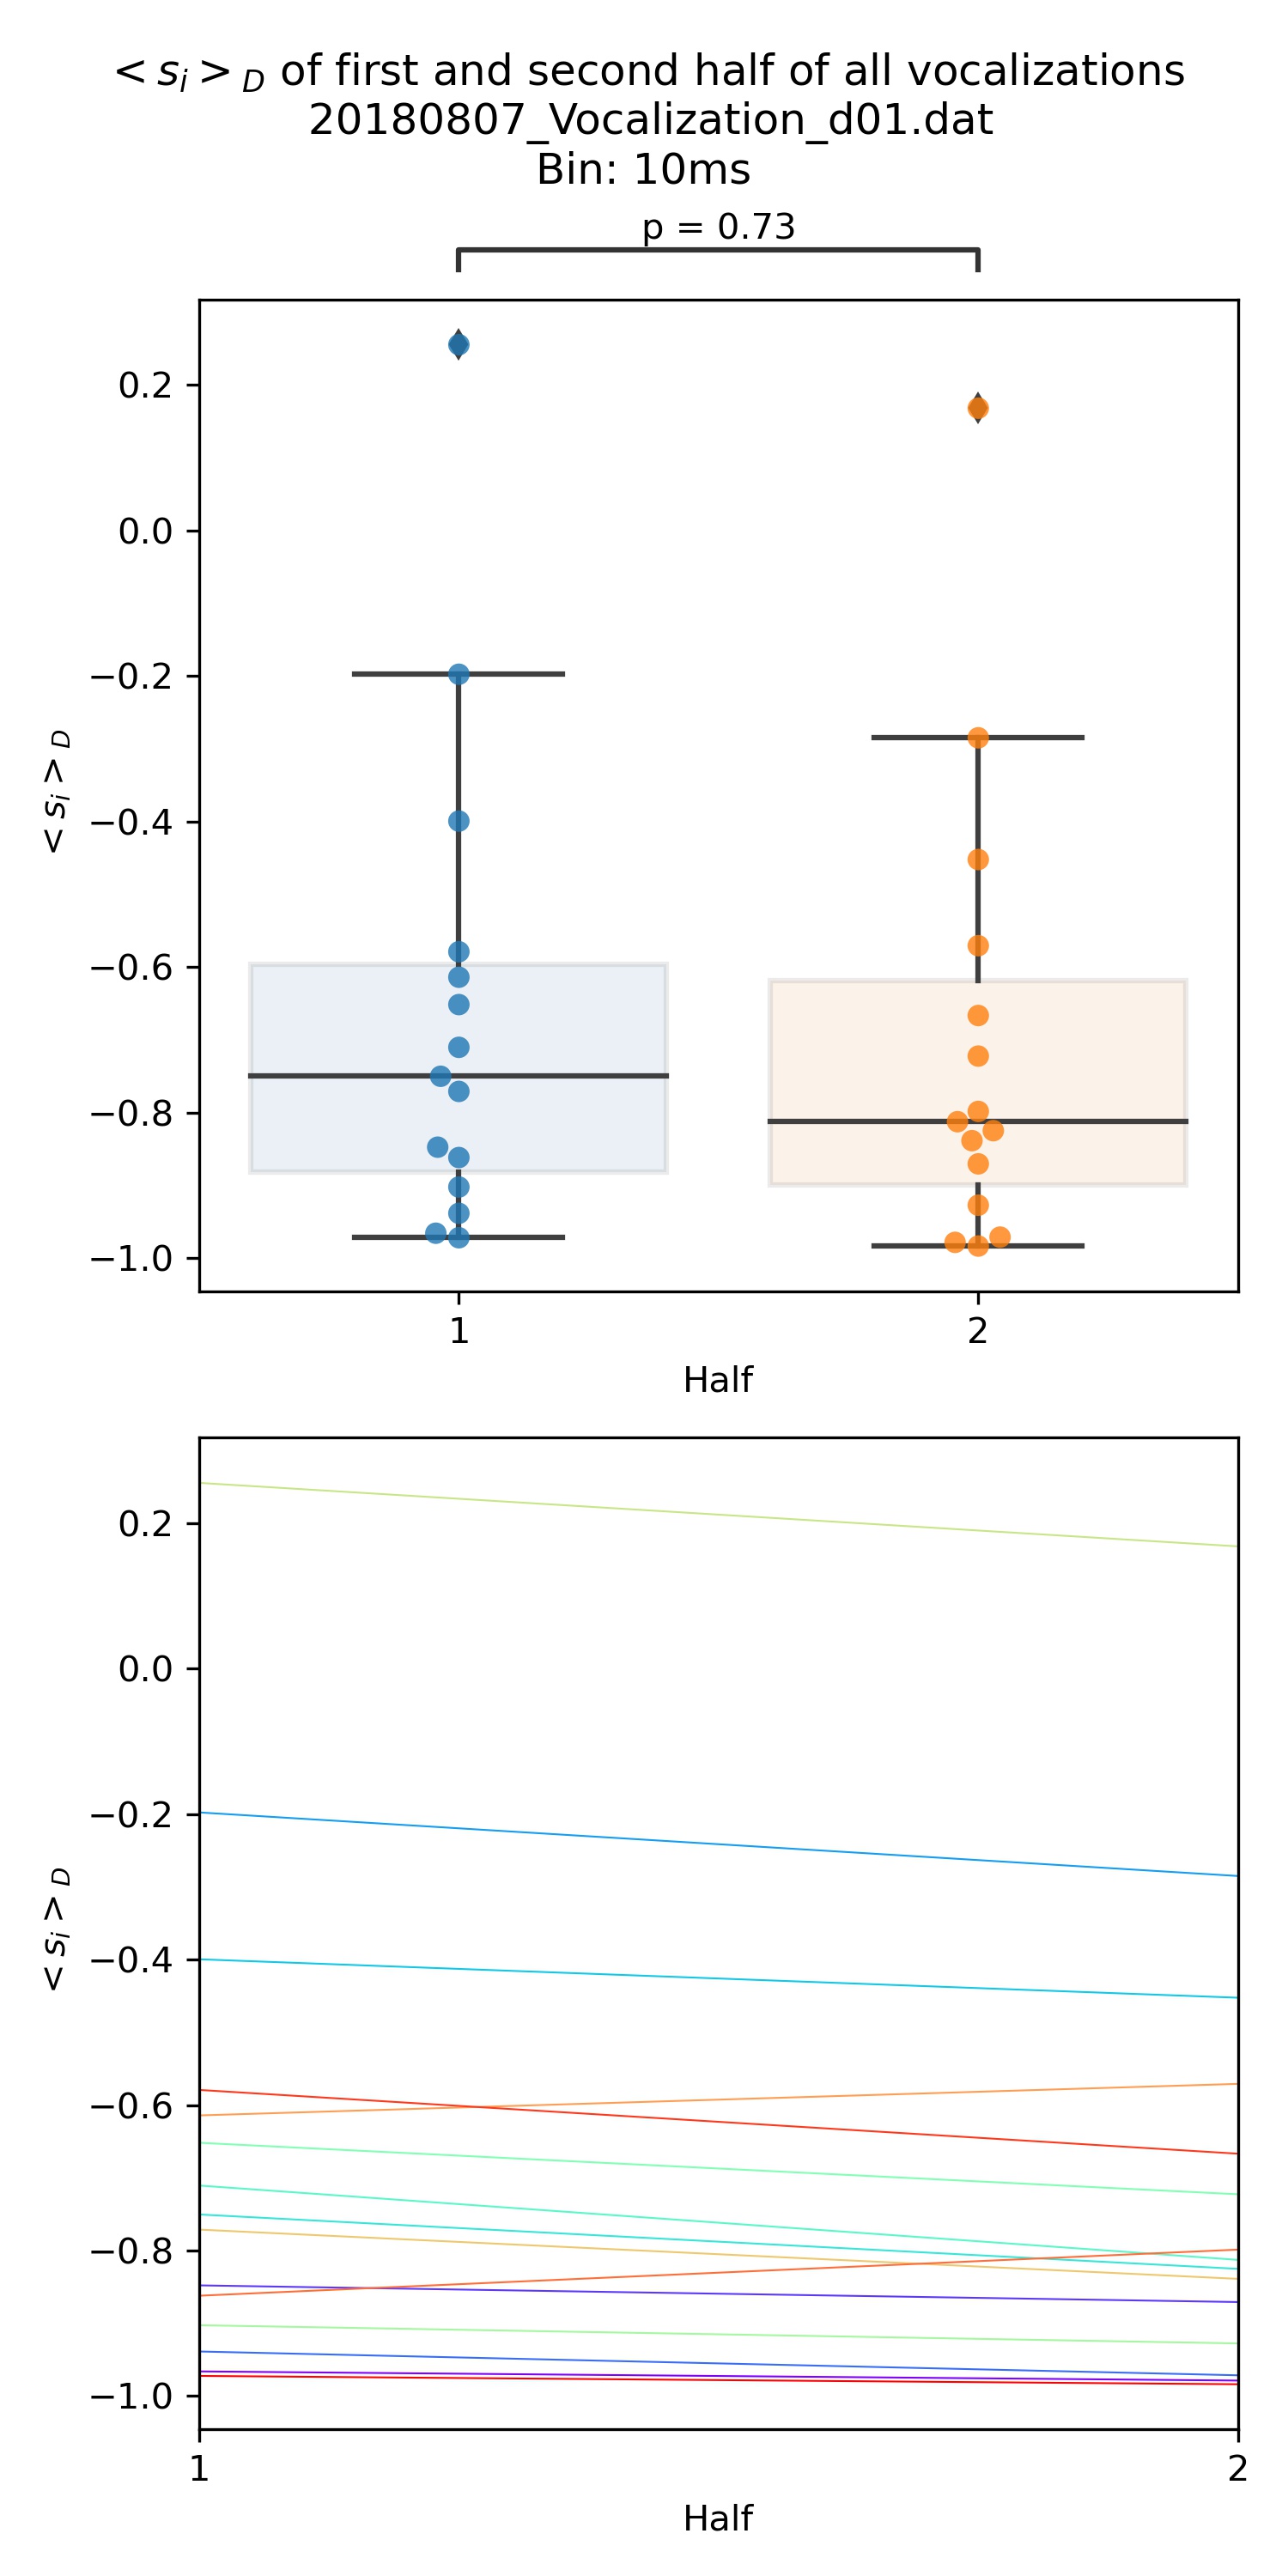 < s_i >_D of first and second half of all vocalizations
20180807_Vocalization_d01.dat
Bin: 10ms
p = 0.73
0.2
0.0
−0.2
−0.4
−0.6
−0.8
−1.0
< s_i >_D
1 2
Half
0.2
0.0
−0.2
−0.4
−0.6
−0.8
−1.0
< s_i >_D
1 2
Half